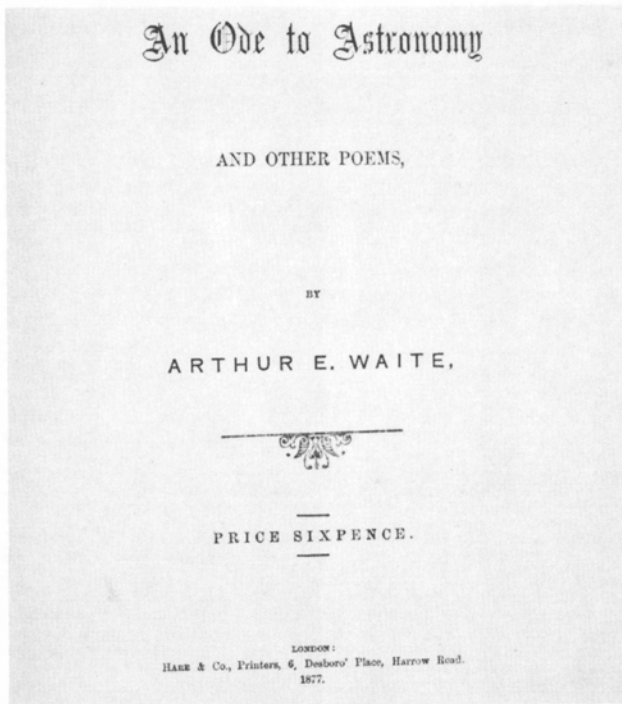 An Ode to Astronomy
AND OTHER POEMS,
BY
ARTHUR E. WAITE,
PRICE SIXPENCE.
LONDON:
HARE & Co., Printers, 6, Desboro' Place, Harrow Road.
1877.